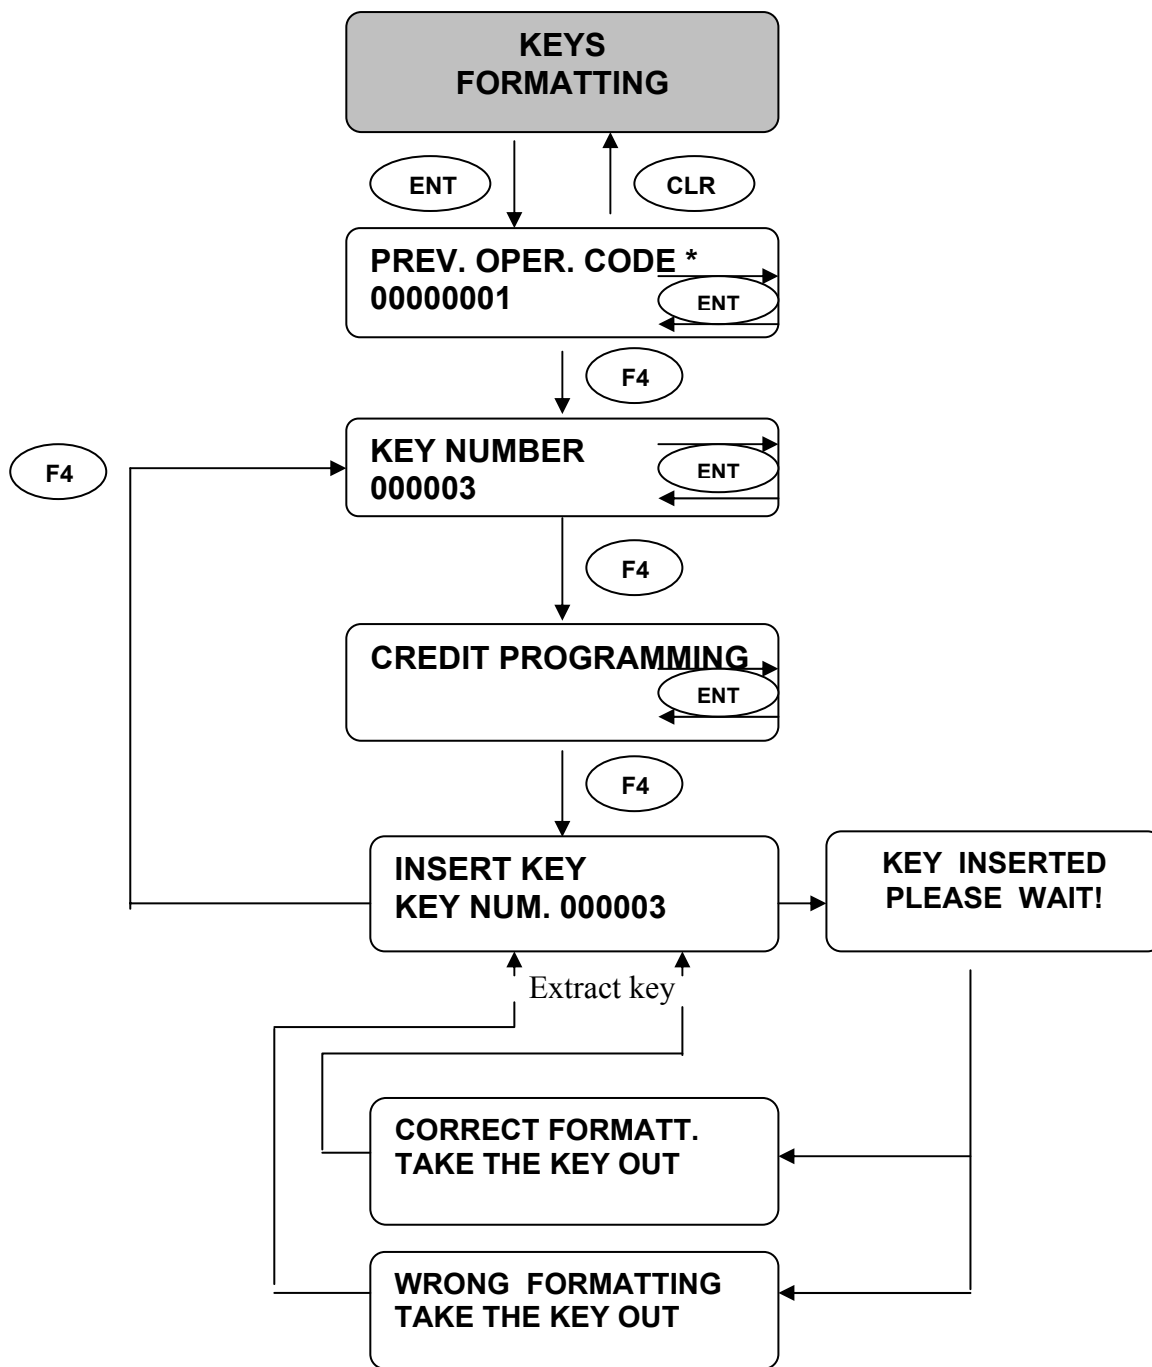 KEYS
FORMATTING
ENT
CLR
PREV. OPER. CODE *
00000001
ENT
F4
KEY NUMBER
000003
ENT
F4
F4
CREDIT PROGRAMMING
ENT
F4
INSERT KEY
KEY NUM. 000003
KEY INSERTED
PLEASE WAIT!
Extract key
CORRECT FORMATT.
TAKE THE KEY OUT
WRONG FORMATTING
TAKE THE KEY OUT